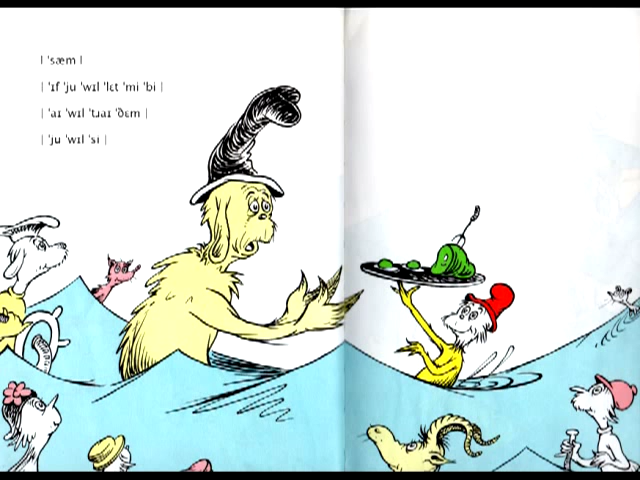 | ˈsæm |
| ˈɪf ˈju ˈwɪl ˈlɛt ˈmi ˈbi |
| ˈaɪ ˈwɪl ˈtɹaɪ ˈðɛm |
| ˈju ˈwɪl ˈsi |